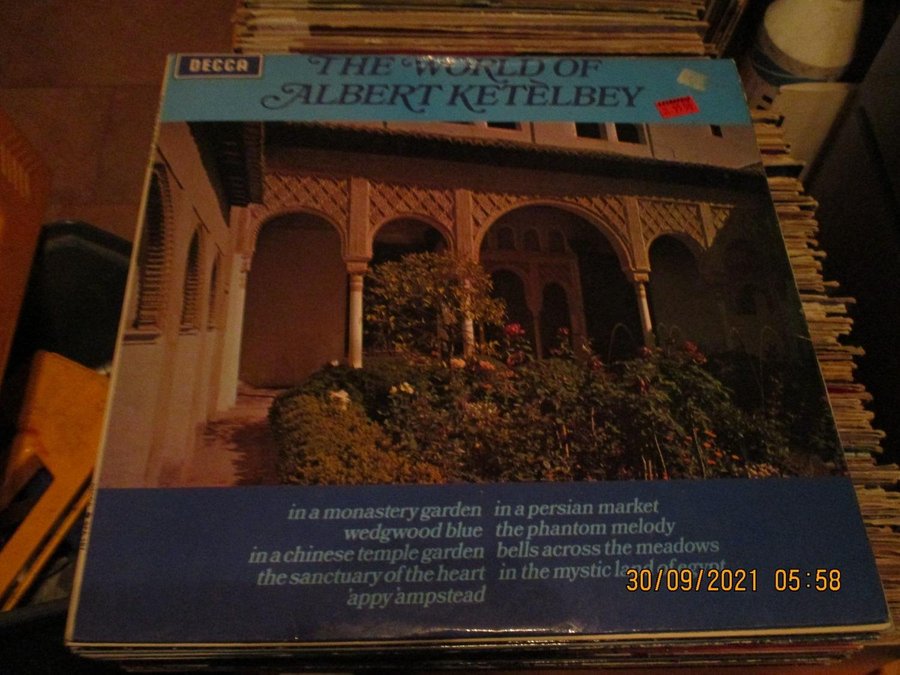 DECCA
THE WORLD OF
ALBERT KETÈLBEY
in a monastery garden
wedgwood blue
in a chinese temple garden
the sanctuary of the heart
'appy 'ampstead
in a persian market
the phantom melody
bells across the meadows
in the mystic land of egypt
30/09/2021 05:58